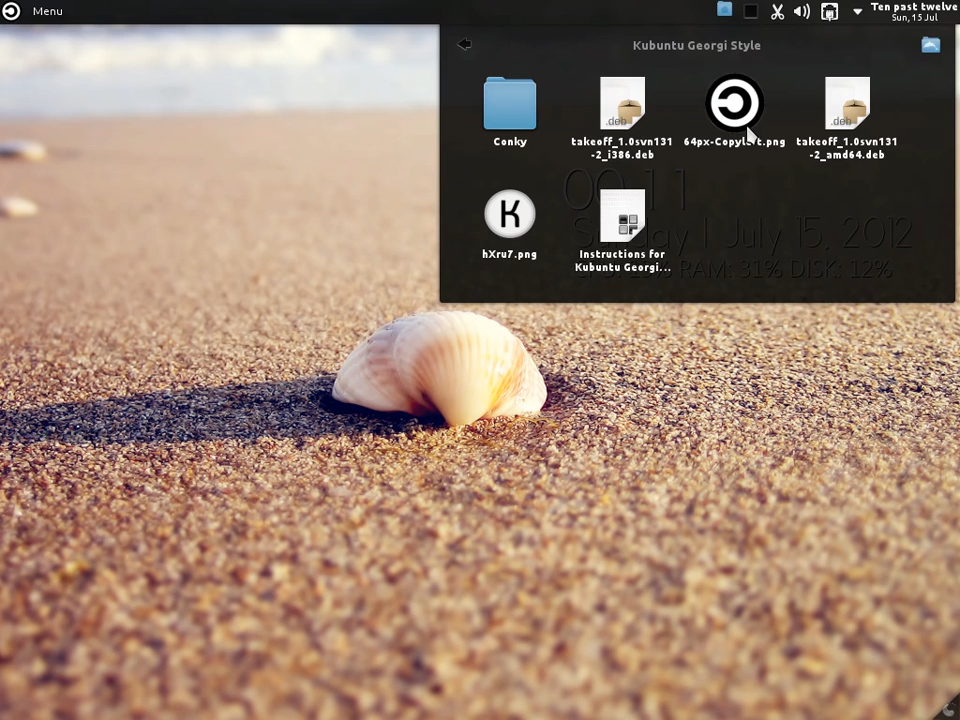 Menu
Ten past twelve
Sun, 15 Jul
Kubuntu Georgi Style
Conky
takeoff_1.0svn131
-2_i386.deb
64px-Copyl t.png
takeoff_1.0svn131
-2_amd64.deb
.deb
.deb
00 11
Sunday | July 15, 2012
RAM: 31% DISK: 12%
K
hXru7.png
Instructions for
Kubuntu Georgi...